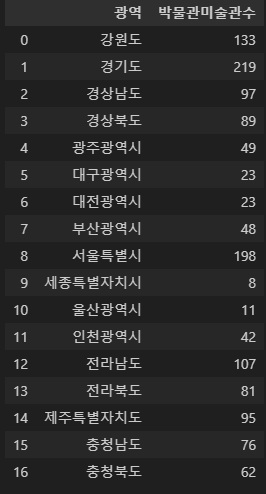 광역 박물관미술관수
0 강원도 133
1 경기도 219
2 경상남도 97
3 경상북도 89
4 광주광역시 49
5 대구광역시 23
6 대전광역시 23
7 부산광역시 48
8 서울특별시 198
9 세종특별자치시 8
10 울산광역시 11
11 인천광역시 42
12 전라남도 107
13 전라북도 81
14 제주특별자치도 95
15 충청남도 76
16 충청북도 62